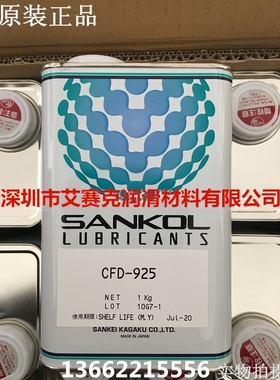 原装正品
深圳市艾赛克润滑材料有限公司
SANKOL
LUBRICANTS
CFD-925
NET 1 Kg
LOT 10G7-1
使用期限:SHELF LIFE (M,Y) Jul-20
SANKEI KAGAKU CO.,LTD.
MADE IN JAPAN
13662215556
实物拍摄